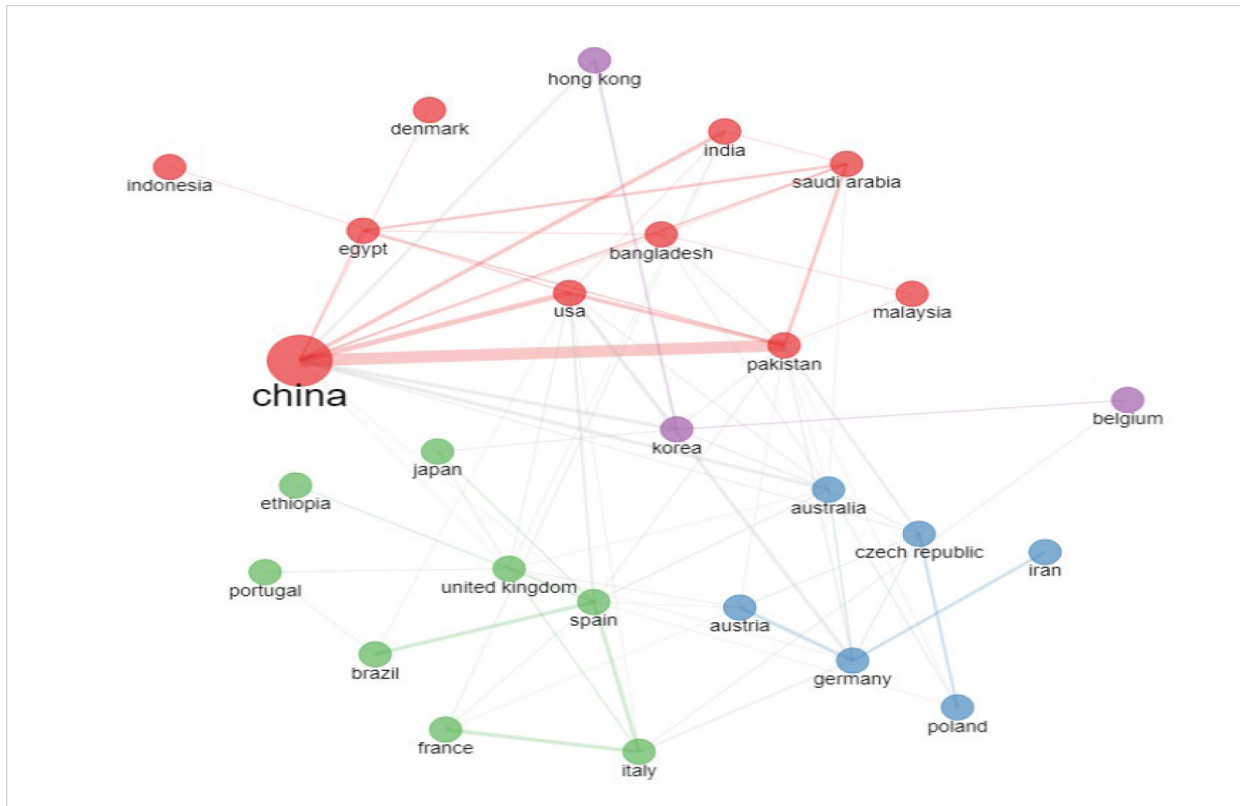 hong kong
denmark
india
indonesia
saudi arabia
egypt
bangladesh
usa
malaysia
pakistan
china
belgium
korea
japan
ethiopia
australia
czech republic
iran
united kingdom
portugal
spain
austria
brazil
germany
poland
france
italy